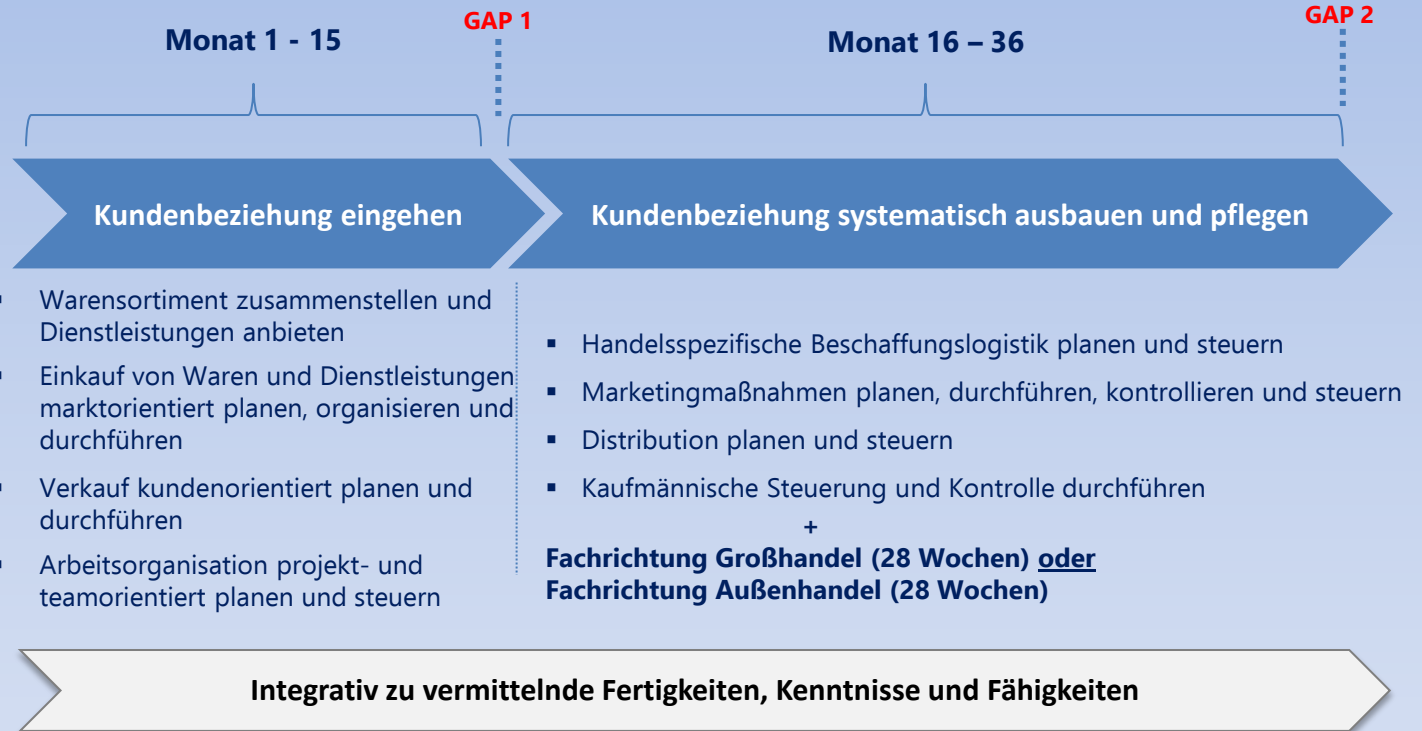 GAP 1
GAP 2
Monat 1 - 15
Monat 16 – 36
Kundenbeziehung eingehen
Kundenbeziehung systematisch ausbauen und pflegen
▪ Warensortiment zusammenstellen und
Dienstleistungen anbieten
▪ Einkauf von Waren und Dienstleistungen
marktorientiert planen, organisieren und
durchführen
▪ Verkauf kundenorientiert planen und
durchführen
▪ Arbeitsorganisation projekt- und
teamorientiert planen und steuern
▪ Handelsspezifische Beschaffungslogistik planen und steuern
▪ Marketingmaßnahmen planen, durchführen, kontrollieren und steuern
▪ Distribution planen und steuern
▪ Kaufmännische Steuerung und Kontrolle durchführen
+
Fachrichtung Großhandel (28 Wochen) oder
Fachrichtung Außenhandel (28 Wochen)
Integrativ zu vermittelnde Fertigkeiten, Kenntnisse und Fähigkeiten